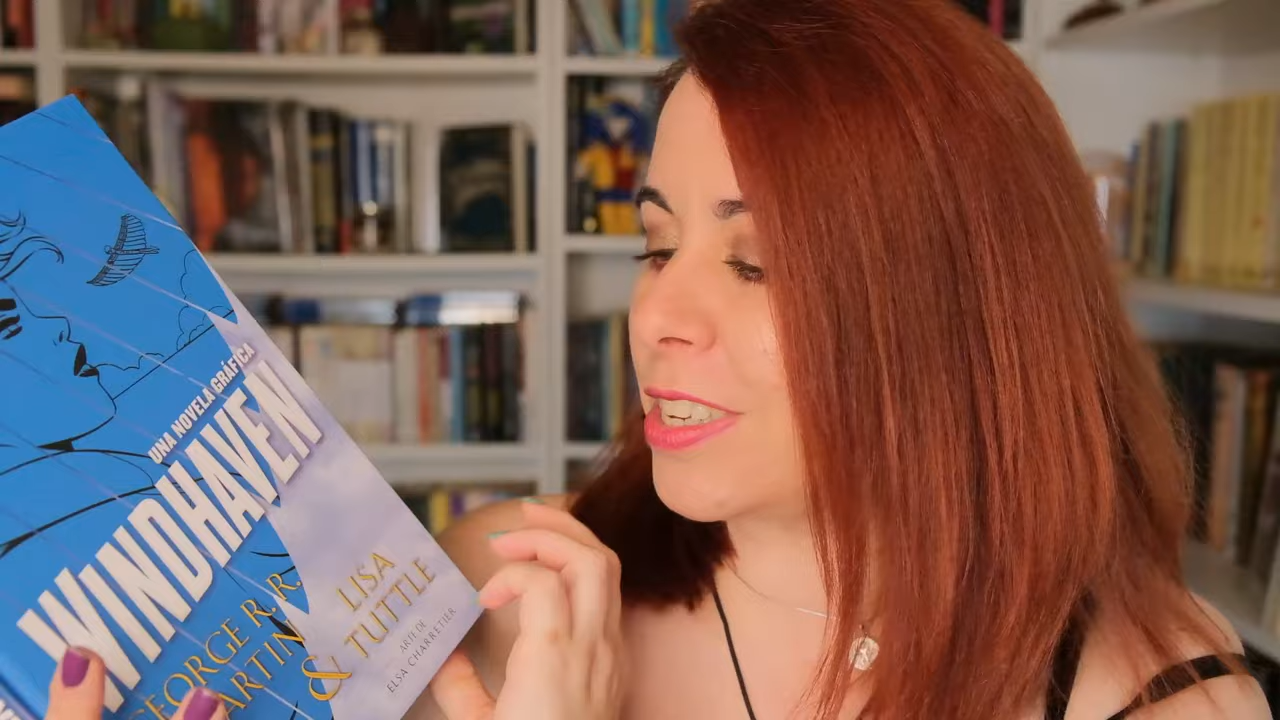 UNA NOVELA GRÁFICA
WINDHAVEN
GEORGE R. R.
MARTIN
&
LISA
TUTTLE
ARTE DE
ELSA CHARRETIER